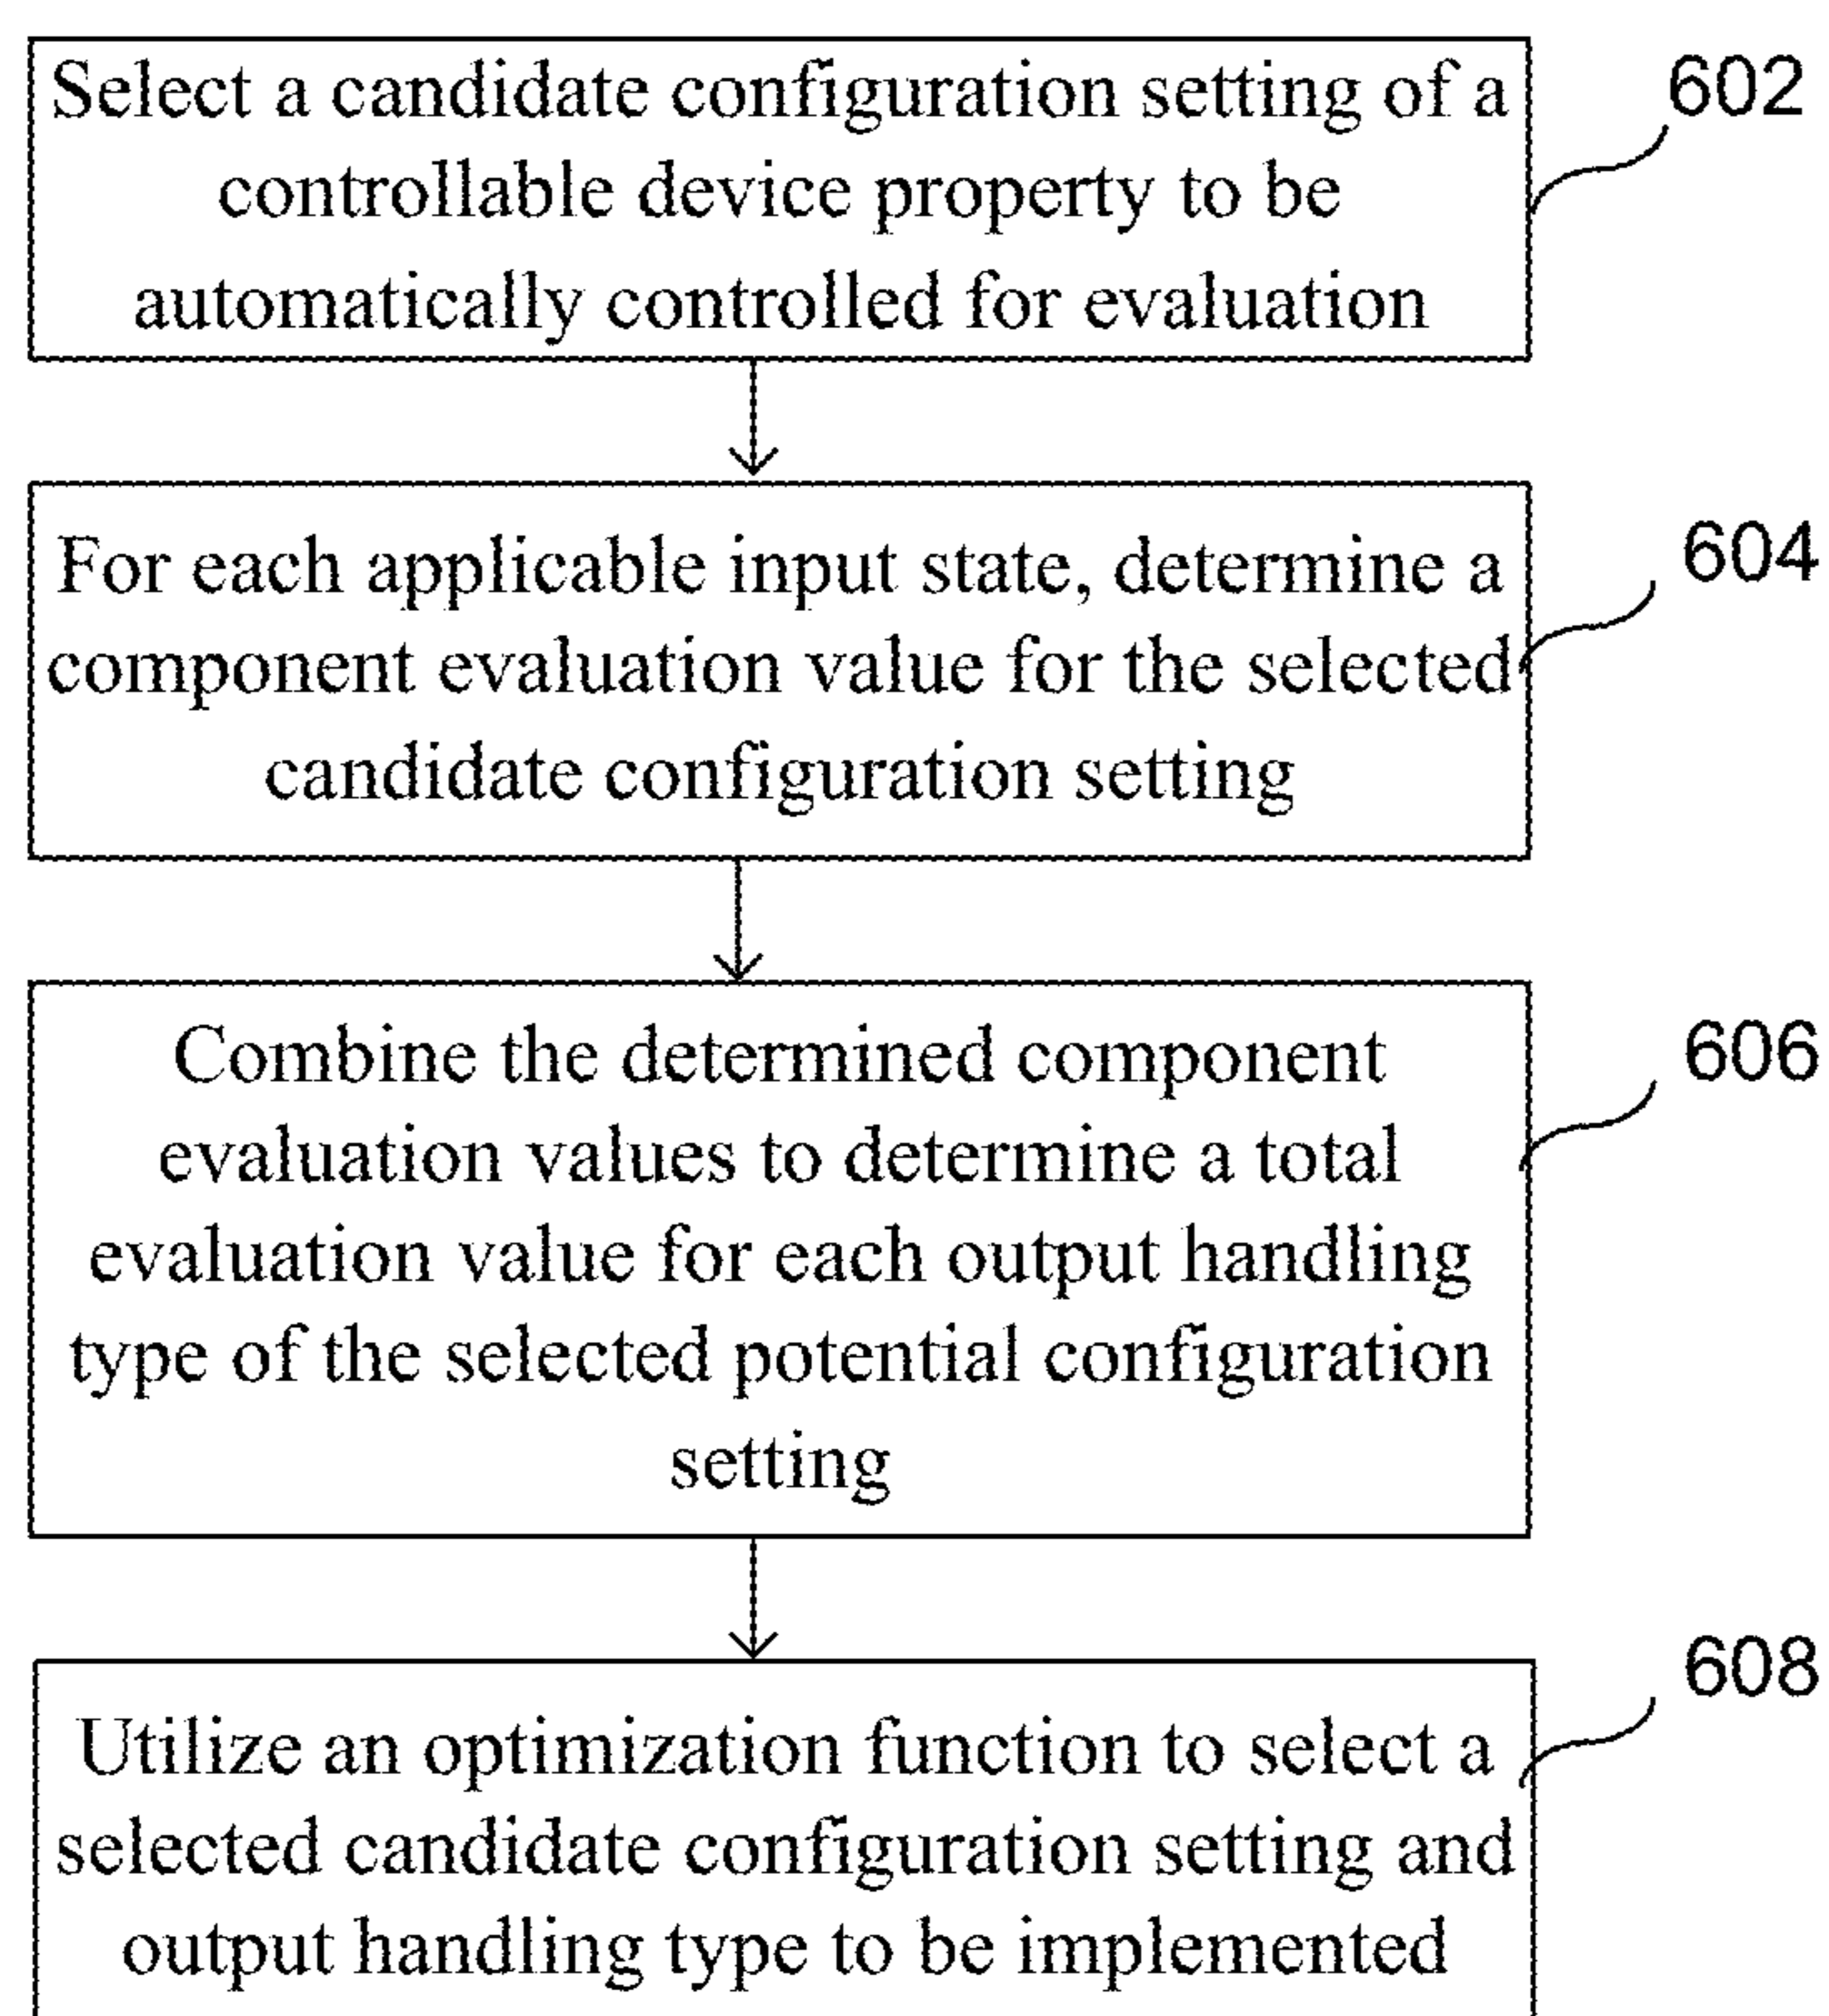 Select a candidate configuration setting of a
602
controllable device property to be
automatically controlled for evaluation
For each applicable input state, determine a
604
component evaluation value for the selected
candidate configuration setting
Combine the determined component
606
evaluation values to determine a total
evaluation value for each output handling
type of the selected potential configuration
setting
608
Utilize an optimization function to select a
selected candidate configuration setting and
output handling type to be implemented